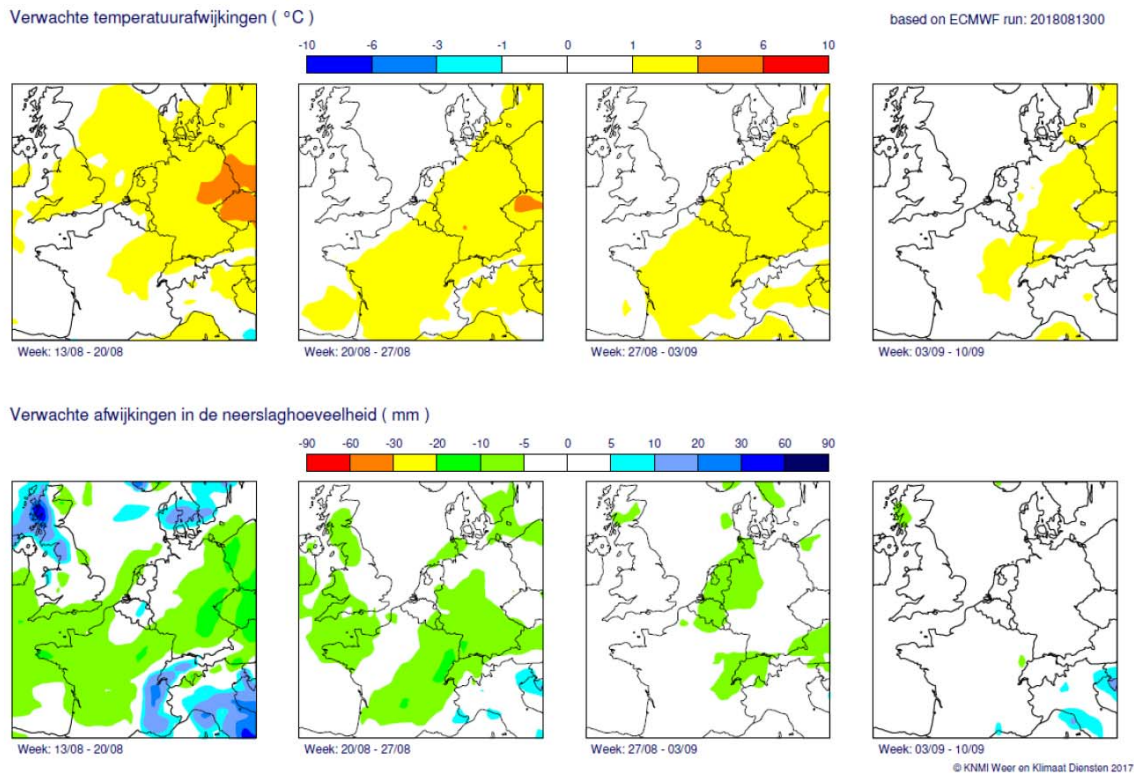 Verwachte temperatuurafwijkingen ( °C )
based on ECMWF run: 2018081300
-10 -6 -3 -1 0 1 3 6 10
Week: 13/08 - 20/08
Week: 20/08 - 27/08
Week: 27/08 - 03/09
Week: 03/09 - 10/09
Verwachte afwijkingen in de neerslaghoeveelheid ( mm )
-90 -60 -30 -20 -10 -5 0 5 10 20 30 60 90
Week: 13/08 - 20/08
Week: 20/08 - 27/08
Week: 27/08 - 03/09
Week: 03/09 - 10/09
© KNMI Weer en Klimaat Diensten 2017